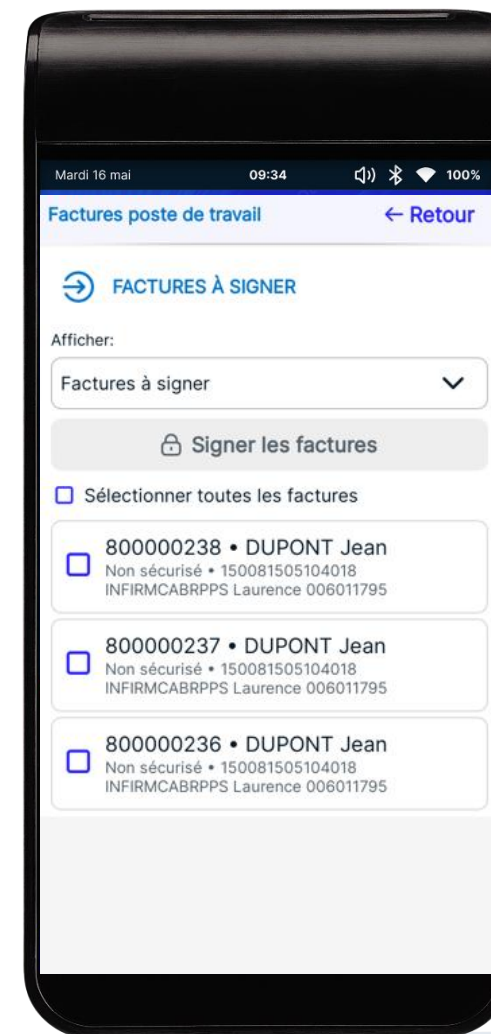 Mardi 16 mai 09:34 100%
Factures poste de travail ← Retour
FACTURES À SIGNER
Afficher:
Factures à signer
Signer les factures
Sélectionner toutes les factures
800000238 • DUPONT Jean
Non sécurisé • 150081505104018
INFIRMCABRPPS Laurence 006011795
800000237 • DUPONT Jean
Non sécurisé • 150081505104018
INFIRMCABRPPS Laurence 006011795
800000236 • DUPONT Jean
Non sécurisé • 150081505104018
INFIRMCABRPPS Laurence 006011795